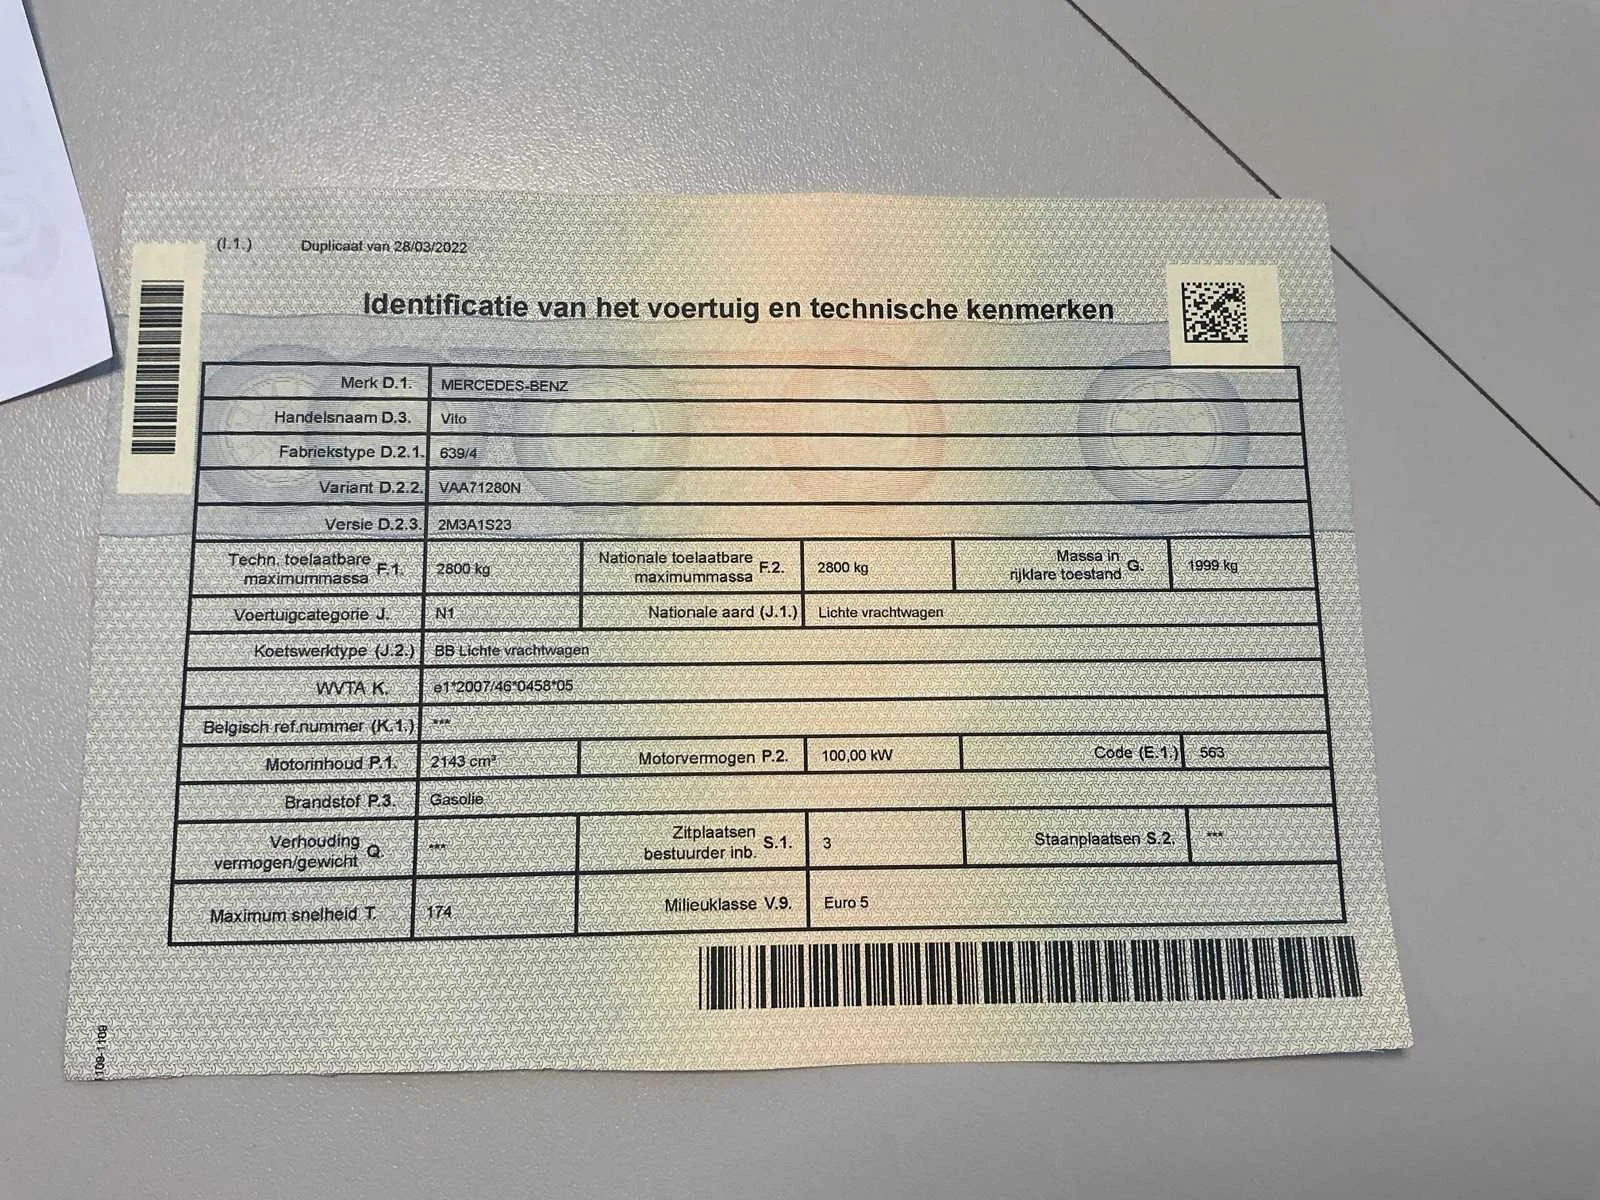 (I.1.) Duplicaat van 28/03/2022
Identificatie van het voertuig en technische kenmerken
Merk D.1. MERCEDES-BENZ
Handelsnaam D.3. Vito
Fabriekstype D.2.1. 639/4
Variant D.2.2. VAA71280N
Versie D.2.3. 2M3A1S23
Techn. toelaatbare maximummassa F.1. 2800 kg Nationale toelaatbare maximummassa F.2. 2800 kg Massa in rijklare toestand G. 1999 kg
Voertuigcategorie J. N1 Nationale aard (J.1.) Lichte vrachtwagen
Koetswerktype (J.2.) BB Lichte vrachtwagen
WVTA K. e1*2007/46*0458*05
Belgisch ref.nummer (K.1.) ***
Motorinhoud P.1. 2143 cm³ Motorvermogen P.2. 100,00 kW Code (E.1.) 563
Brandstof P.3. Gasolie
Verhouding vermogen/gewicht Q. *** Zitplaatsen bestuurder inb. S.1. 3 Staanplaatsen S.2. ***
Maximum snelheid T. 174 Milieuklasse V.9. Euro 5
109-1109